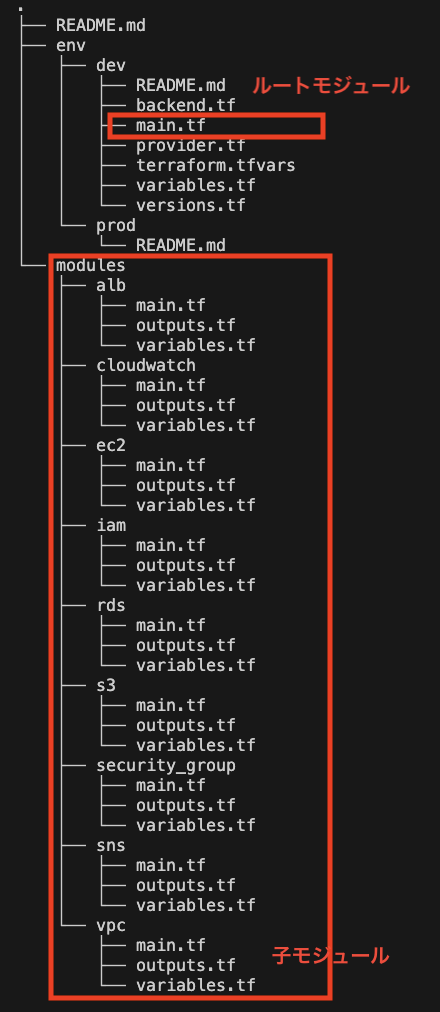 .
├── README.md
├── env
│   ├── dev
│   │   ├── README.md ルートモジュール
│   │   ├── backend.tf
│   │   ├── main.tf
│   │   ├── provider.tf
│   │   ├── terraform.tfvars
│   │   ├── variables.tf
│   │   └── versions.tf
│   └── prod
│       └── README.md
└── modules
    ├── alb
    │   ├── main.tf
    │   ├── outputs.tf
    │   └── variables.tf
    ├── cloudwatch
    │   ├── main.tf
    │   ├── outputs.tf
    │   └── variables.tf
    ├── ec2
    │   ├── main.tf
    │   ├── outputs.tf
    │   └── variables.tf
    ├── iam
    │   ├── main.tf
    │   ├── outputs.tf
    │   └── variables.tf
    ├── rds
    │   ├── main.tf
    │   ├── outputs.tf
    │   └── variables.tf
    ├── s3
    │   ├── main.tf
    │   ├── outputs.tf
    │   └── variables.tf
    ├── security_group
    │   ├── main.tf
    │   ├── outputs.tf
    │   └── variables.tf
    ├── sns
    │   ├── main.tf
    │   ├── outputs.tf
    │   └── variables.tf
    └── vpc
        ├── main.tf 子モジュール
        ├── outputs.tf
        └── variables.tf